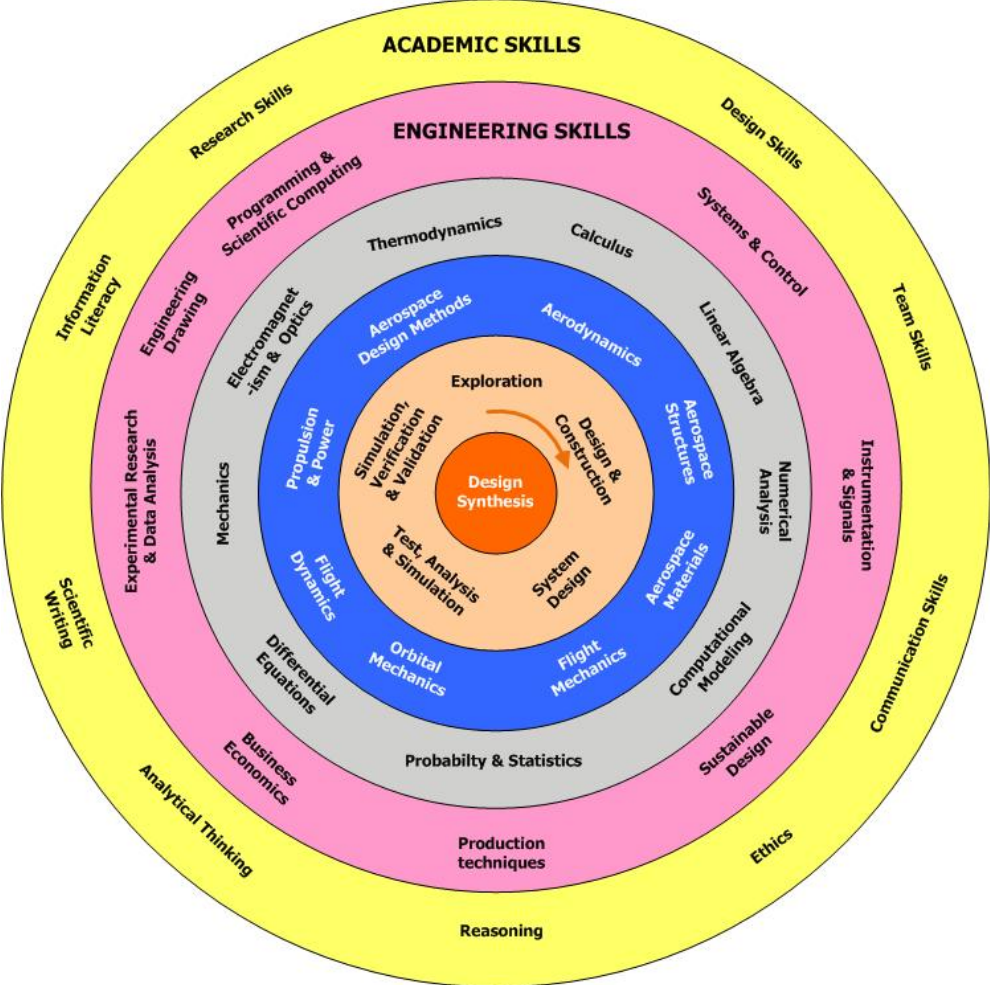 ACADEMIC SKILLS
Design Skills
Team Skills
Communication Skills
Ethics
Reasoning
Analytical Thinking
Scientific
Writing
Information
Literacy
Research Skills
ENGINEERING SKILLS
Systems & Control
Instrumentation
& Signals
Sustainable
Design
Production
techniques
Business
Economics
Experimental Research
& Data Analysis
Engineering
Drawing
Programming &
Scientific Computing
Thermodynamics
Calculus
Linear Algebra
Numerical
Analysis
Computational
Modeling
Probabilty & Statistics
Differential
Equations
Mechanics
Electromagnet
-ism & Optics
Aerospace
Design Methods
Aerodynamics
Aerospace
Structures
Aerospace
Materials
Flight
Mechanics
Orbital
Mechanics
Flight
Dynamics
Propulsion
& Power
Exploration
Design &
Construction
System
Design
Test, Analysis
& Simulation
Simulation,
Verification
& Validation
Design
Synthesis